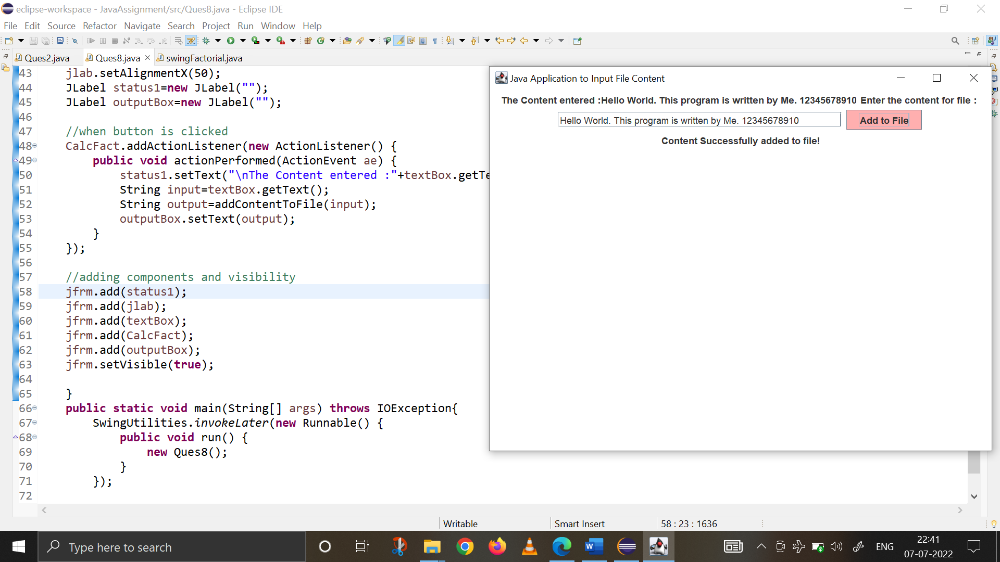 eclipse-workspace - JavaAssignment/src/Ques8.java - Eclipse IDE
File Edit Source Refactor Navigate Search Project Run Window Help
Ques2.java Ques8.java swingFactorial.java
43 jlab.setAlignmentX(50);
44 JLabel status1=new JLabel("");
45 JLabel outputBox=new JLabel("");
46
47 //when button is clicked
48 CalcFact.addActionListener(new ActionListener() {
49 public void actionPerformed(ActionEvent ae) {
50 status1.setText("\nThe Content entered :"+textBox.getTe
51 String input=textBox.getText();
52 String output=addContentToFile(input);
53 outputBox.setText(output);
54 }
55 });
56
57 //adding components and visibility
58 jfrm.add(status1);
59 jfrm.add(jlab);
60 jfrm.add(textBox);
61 jfrm.add(CalcFact);
62 jfrm.add(outputBox);
63 jfrm.setVisible(true);
64
65 }
66 public static void main(String[] args) throws IOException{
67 SwingUtilities.invokeLater(new Runnable() {
68 public void run() {
69 new Ques8();
70 }
71 });
72
Java Application to Input File Content
The Content entered :Hello World. This program is written by Me. 12345678910 Enter the content for file :
Hello World. This program is written by Me. 12345678910 Add to File
Content Successfully added to file!
Writable Smart Insert 58 : 23 : 1636
Type here to search
ENG
22:41
07-07-2022